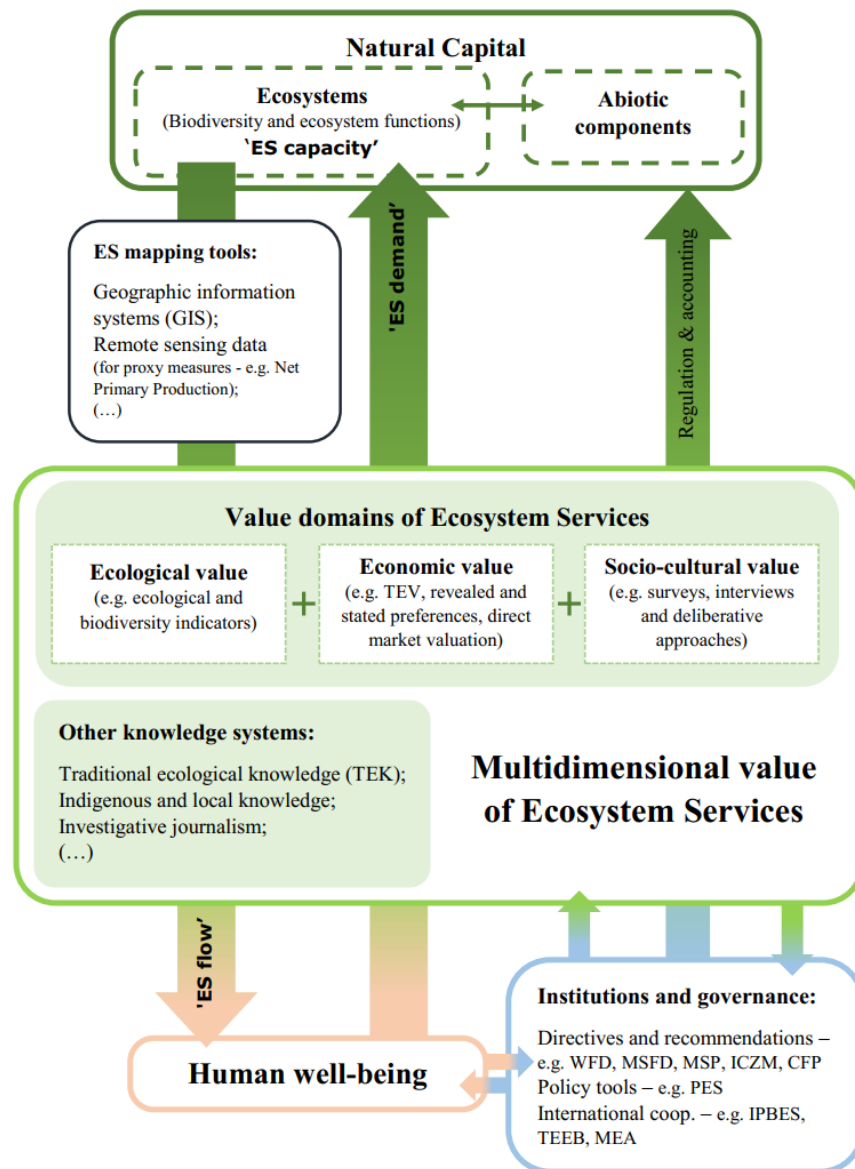 Natural Capital
Ecosystems
(Biodiversity and ecosystem functions)
‘ES capacity’
Abiotic
components
ES mapping tools:
Geographic information
systems (GIS);
Remote sensing data
(for proxy measures - e.g. Net
Primary Production);
(…)
'ES demand'
Regulation & accounting
Value domains of Ecosystem Services
Ecological value
(e.g. ecological and
biodiversity indicators)
+
Economic value
(e.g. TEV, revealed and
stated preferences, direct
market valuation)
+
Socio-cultural value
(e.g. surveys, interviews
and deliberative
approaches)
Other knowledge systems:
Traditional ecological knowledge (TEK);
Indigenous and local knowledge;
Investigative journalism;
(…)
Multidimensional value
of Ecosystem Services
'ES flow’
Human well-being
Institutions and governance:
Directives and recommendations –
e.g. WFD, MSFD, MSP, ICZM, CFP
Policy tools – e.g. PES
International coop. – e.g. IPBES,
TEEB, MEA